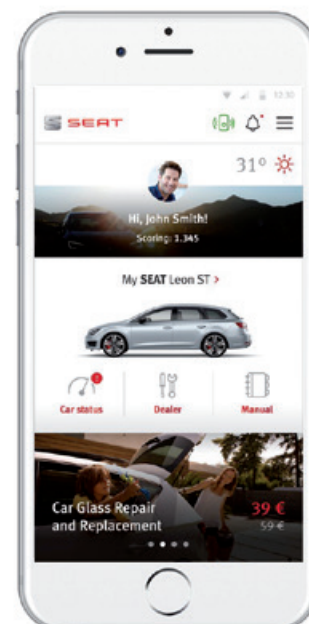 12:30
SEAT
31°
Hi, John Smith!
Scoring: 1.345
My SEAT Leon ST >
Car status
Dealer
Manual
Car Glass Repair
and Replacement
39 €
59 €